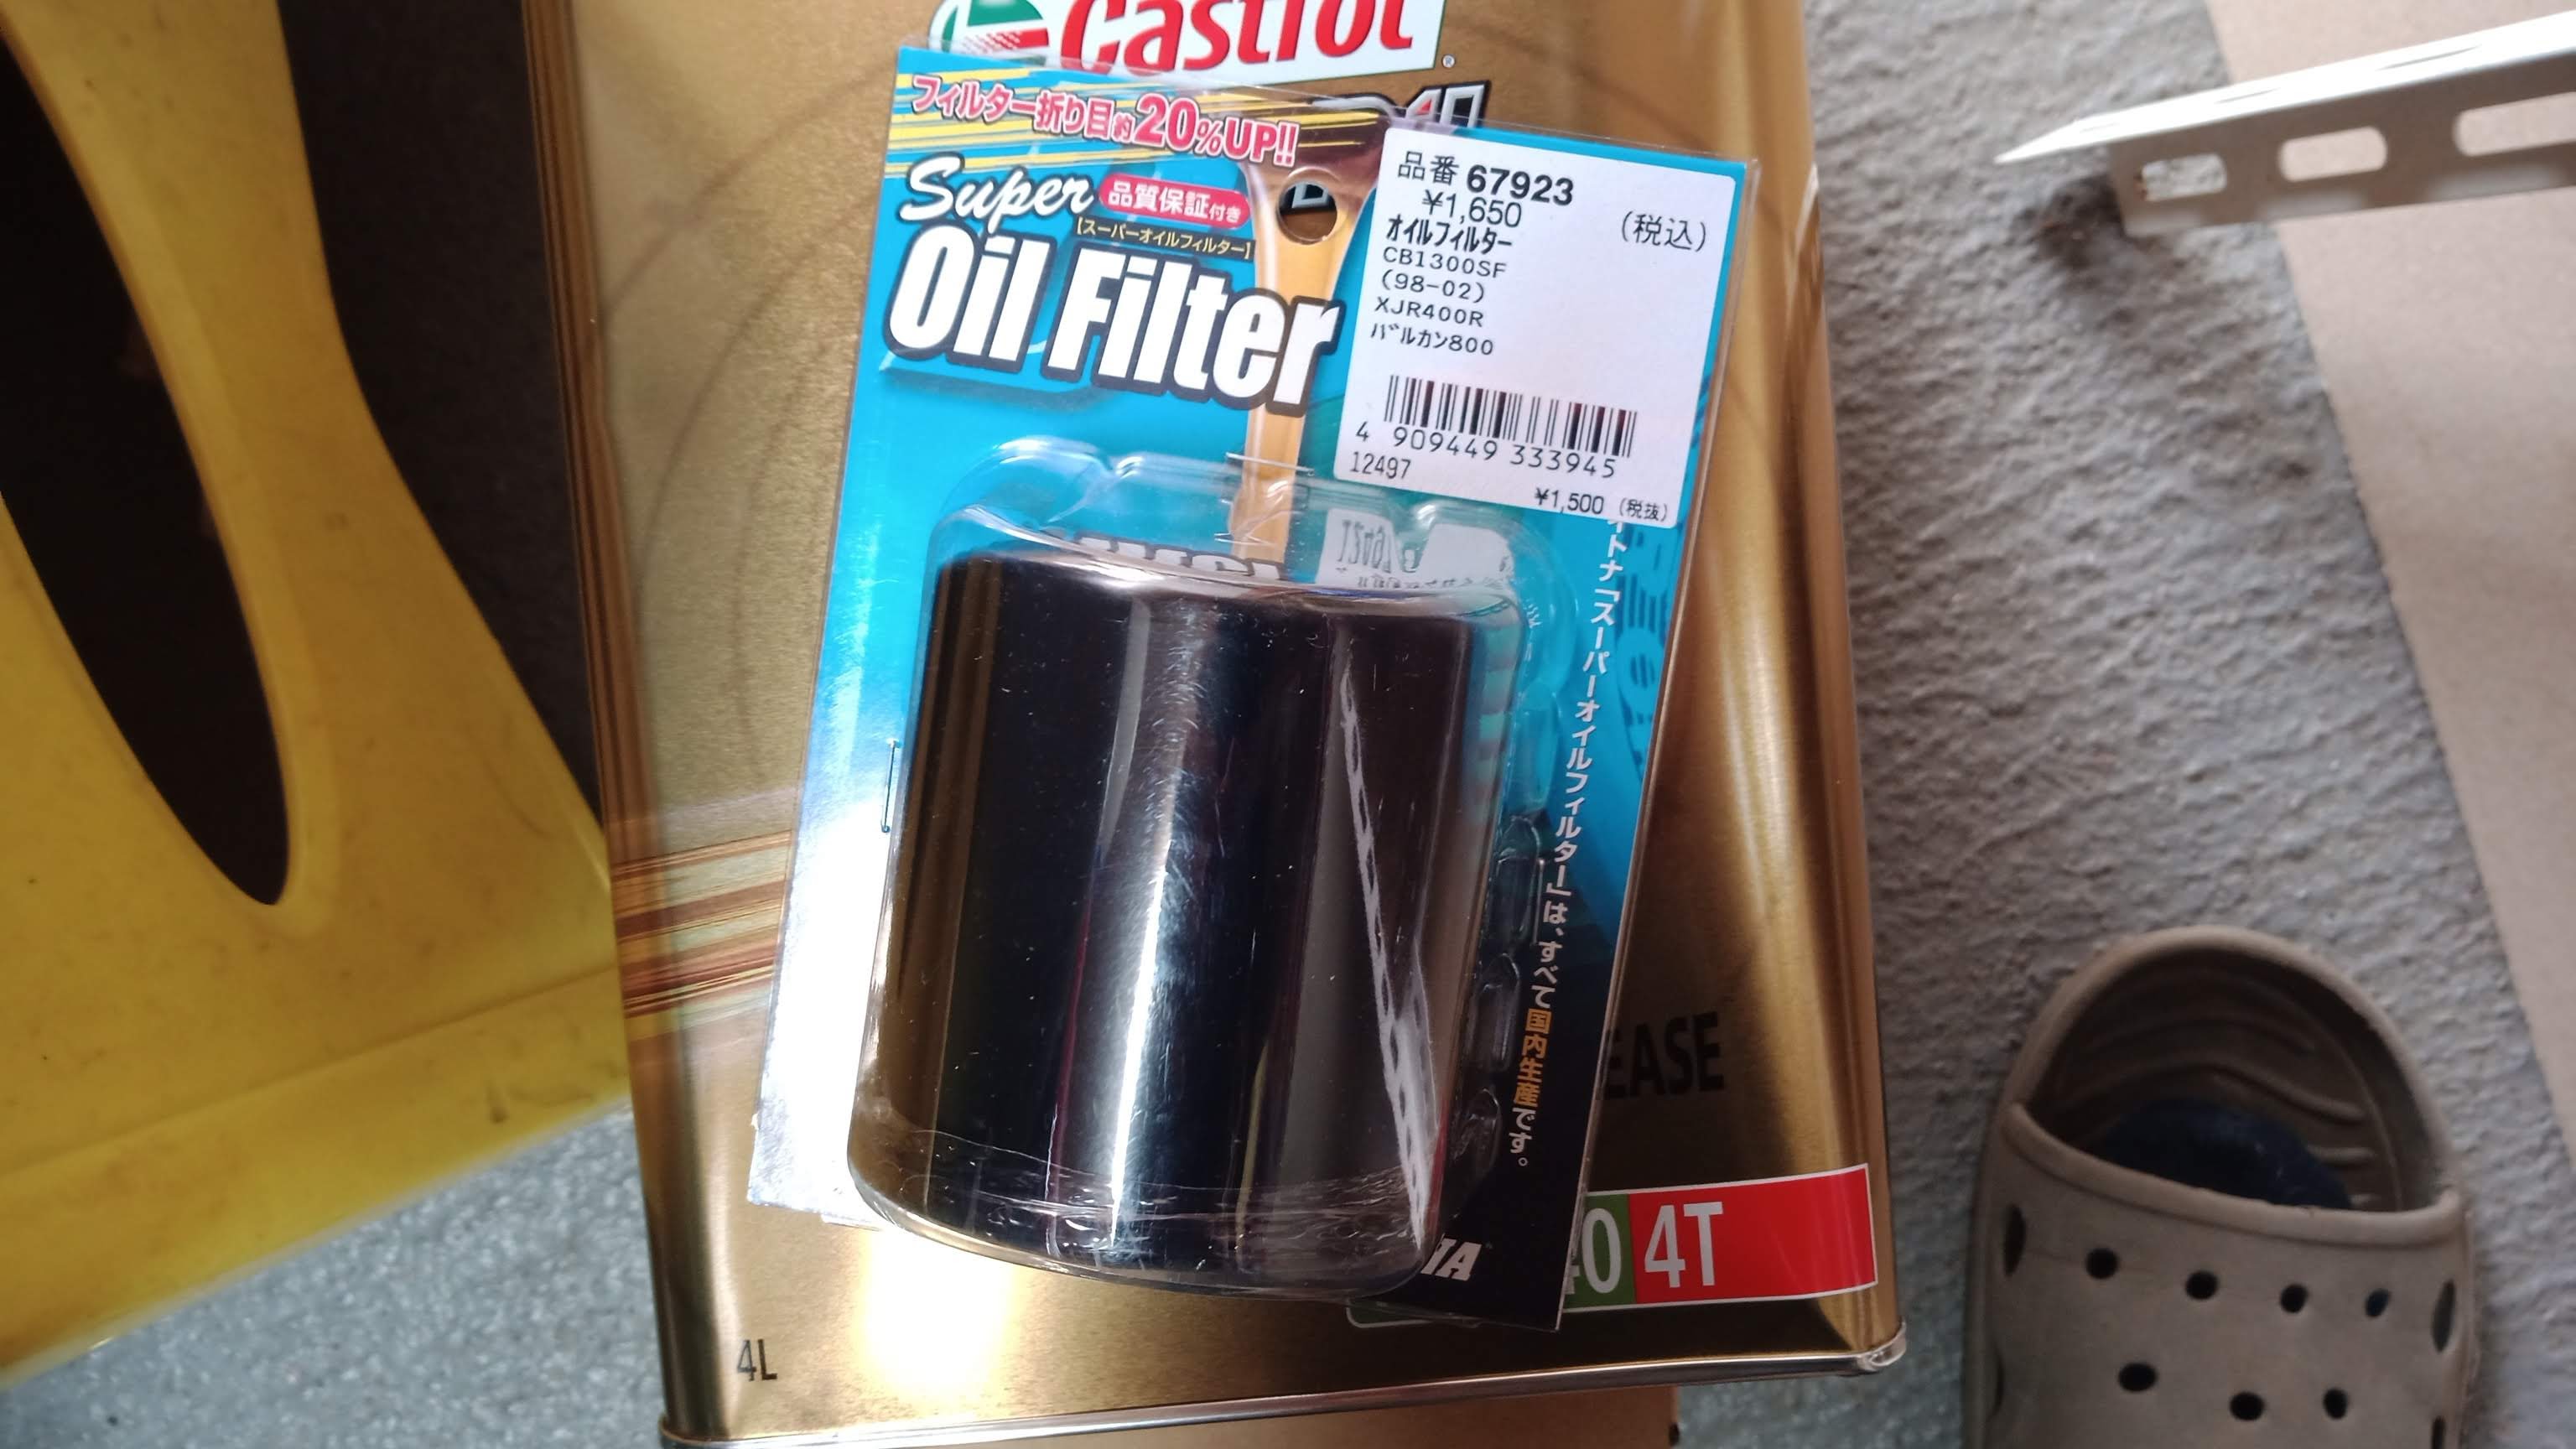 Castrol
フィルター折り目約20%UP!!
Super
品質保証付き
【スーパーオイルフィルター】
Oil Filter
品番 67923
¥1,650 (税込)
オイルフィルター
CB1300SF
(98-02)
XJR400R
バルカン800
4 909449 333945
12497
¥1,500 (税抜)
イトナ「スーパーオイルフィルター」は、すべて国内生産です。
EASE
40 4T
4L